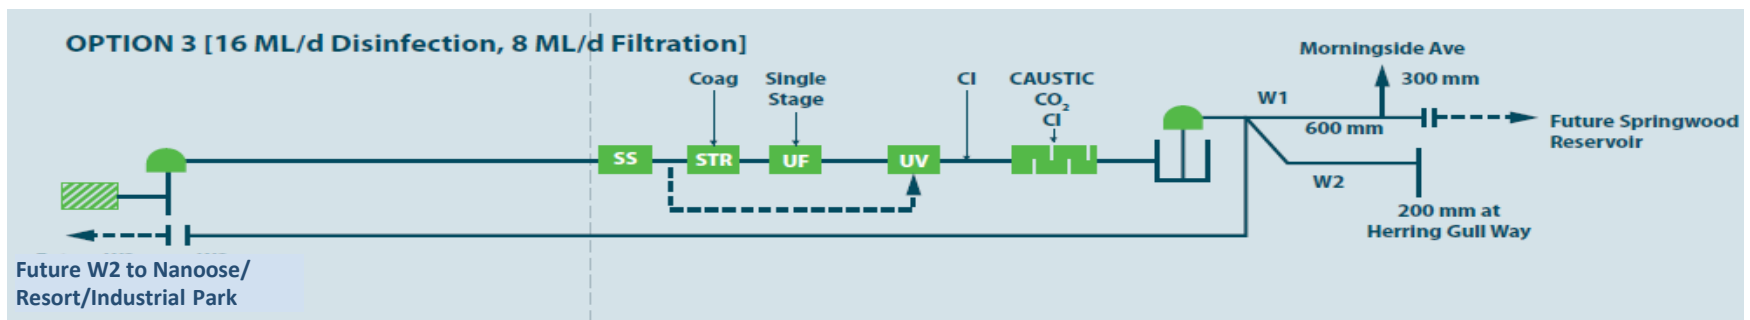 OPTION 3 [16 ML/d Disinfection, 8 ML/d Filtration]
Morningside Ave
300 mm
Coag
Single
Stage
CI
CAUSTIC
CO₂
CI
W1
600 mm
Future Springwood
Reservoir
SS
STR
UF
UV
W2
200 mm at
Herring Gull Way
Future W2 to Nanoose/
Resort/Industrial Park